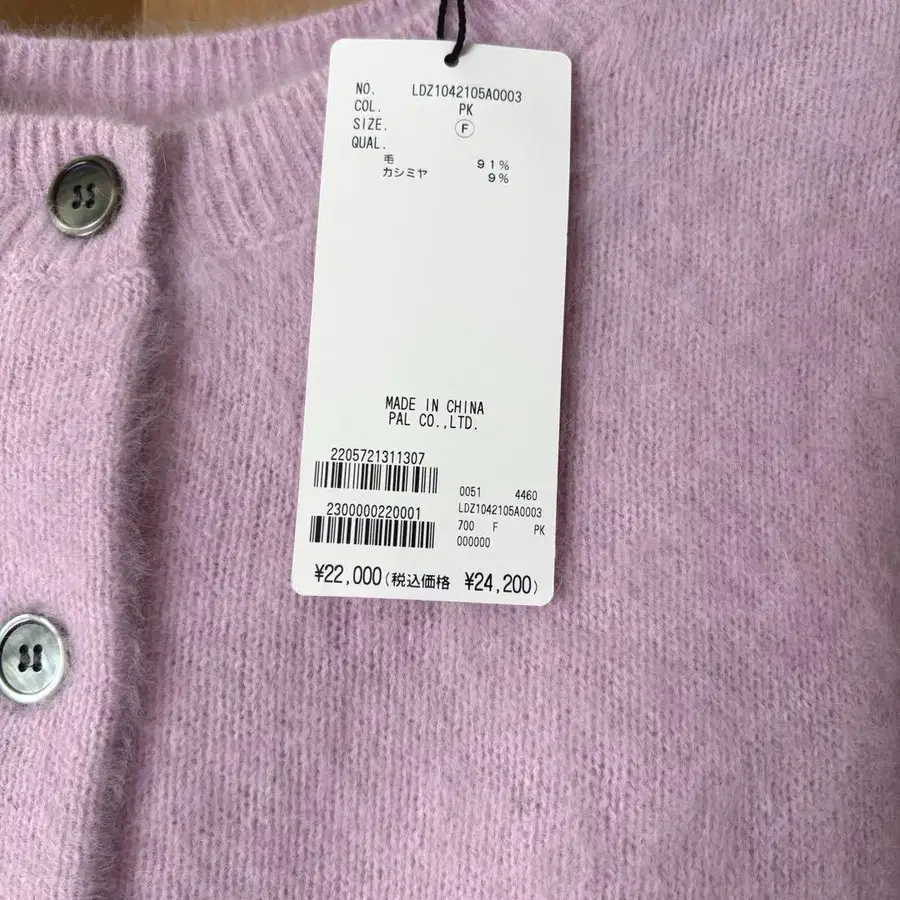 NO. LDZ1042105A0003
COL. PK
SIZE. F
QUAL.
毛 91%
カシミヤ 9%
MADE IN CHINA
PAL CO.,LTD.
2205721311307
2300000220001
0051 4460
LDZ1042105A0003
700 F PK
000000
¥22,000(税込価格 ¥24,200)